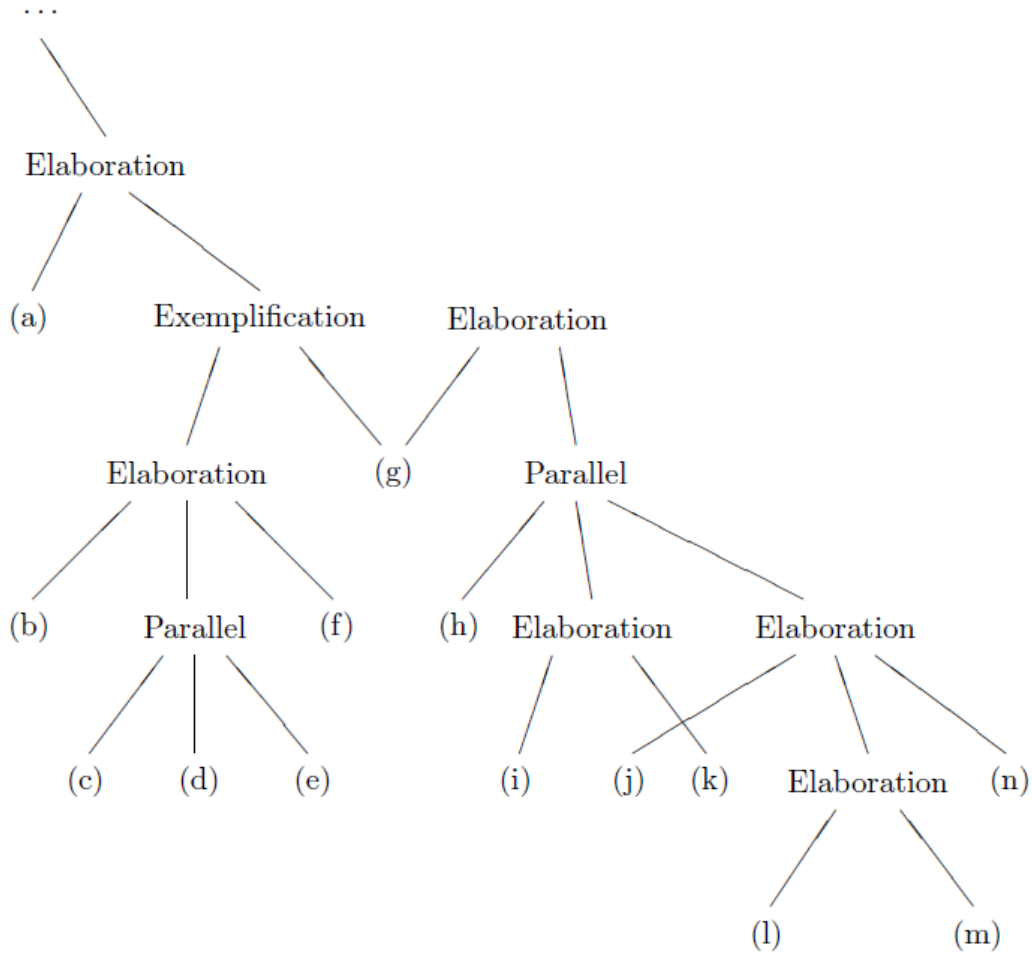 ...
Elaboration
(a) Exemplification Elaboration
Elaboration (g) Parallel
(b) Parallel (f) (h) Elaboration Elaboration
(c) (d) (e) (i) (j) (k) Elaboration (n)
(l) (m)